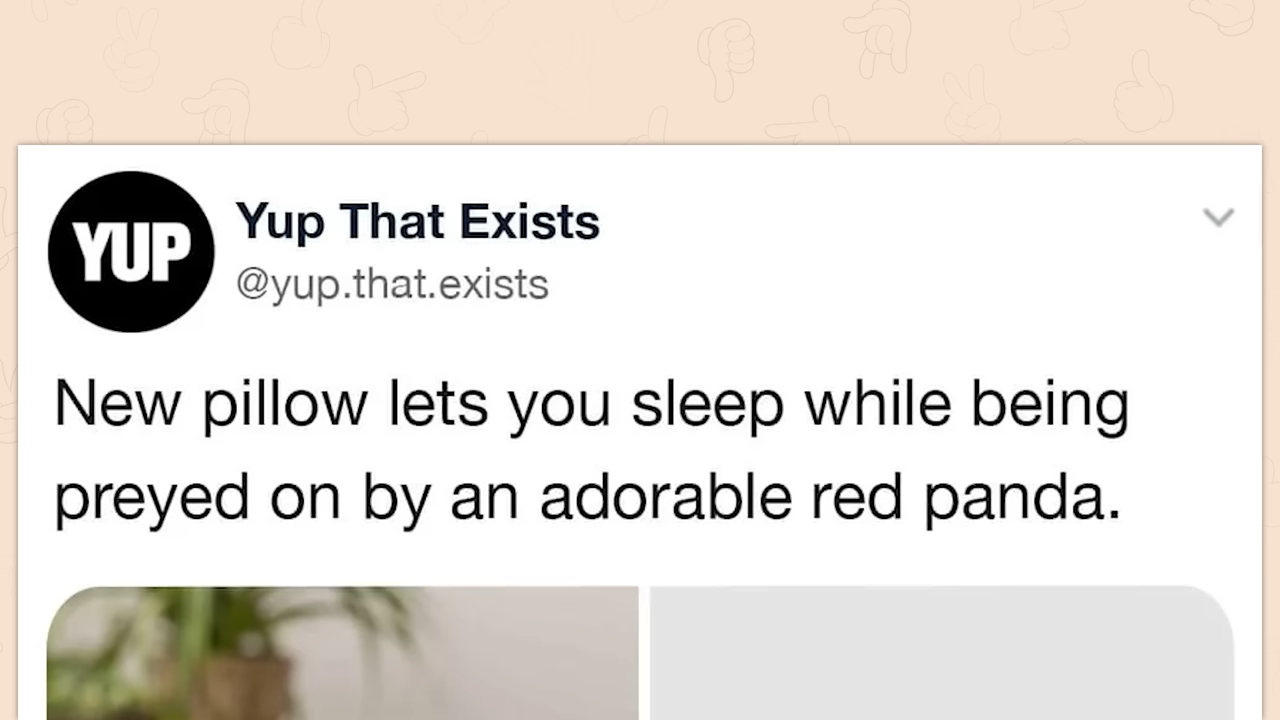 YUP
Yup That Exists
@yup.that.exists
New pillow lets you sleep while being
preyed on by an adorable red panda.